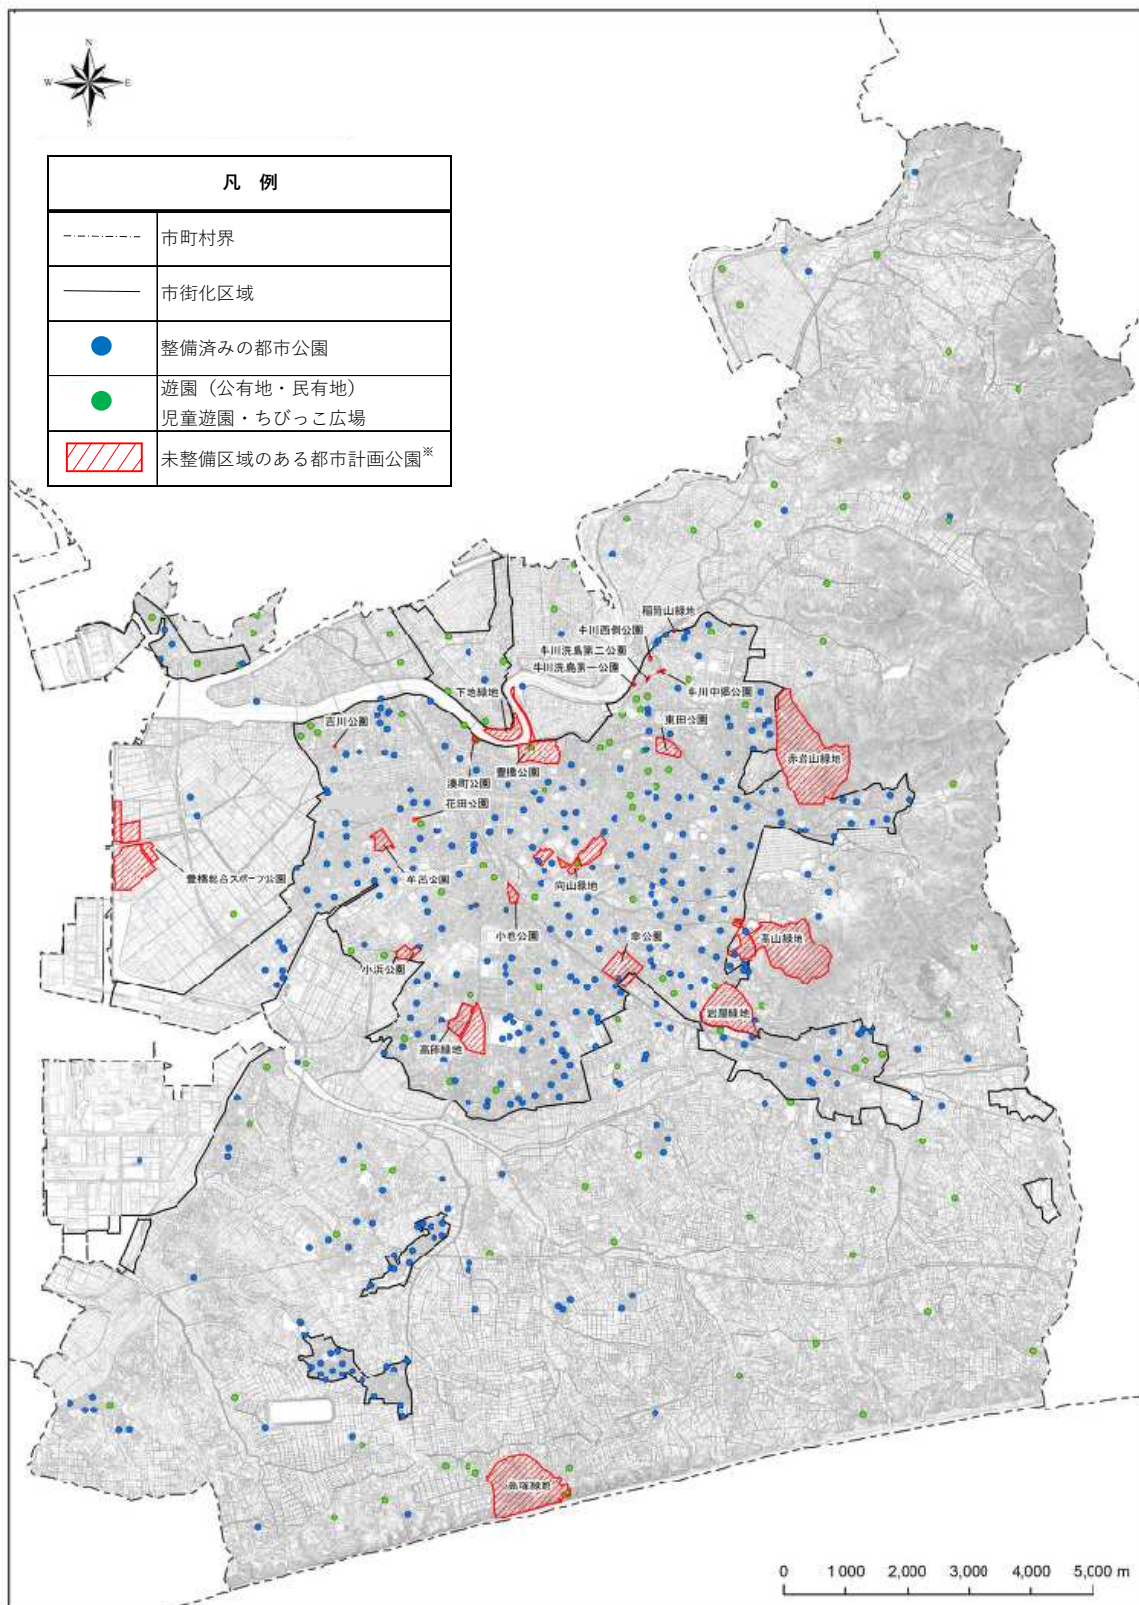 N
W E
S
凡 例
市町村界
市街化区域
整備済みの都市公園
遊園（公有地・民有地）
児童遊園・ちびっこ広場
未整備区域のある都市計画公園※
稲荷山緑地
牛川西側公園
牛川洗島第二公園
牛川洗島第一公園
牛川中郷公園
下地緑地
吉川公園
東田公園
豊橋公園
赤岩山緑地
湊町公園
花田公園
豊橋総合スポーツ公園
牟呂公園
向山緑地
小池公園
幸公園
高山緑地
小浜公園
岩屋緑地
高師緑地
高塚緑地
0 1 000 2,000 3,000 4,000 5,000 m